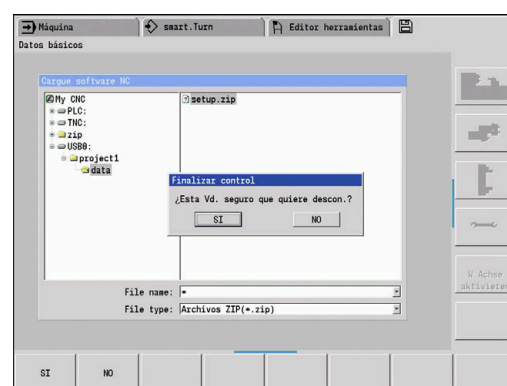 Máquina
smart.Turn
Editor herramientas
Datos básicos
Cargue software NC
My CNC
PLC:
TNC:
zip
USB0:
project1
data
setup.zip
Finalizar control
¿Esta Vd. seguro que quiere descon.?
SI
NO
File name: *
File type: Archivos ZIP(*.zip)
W Achse
aktivieren
SI
NO